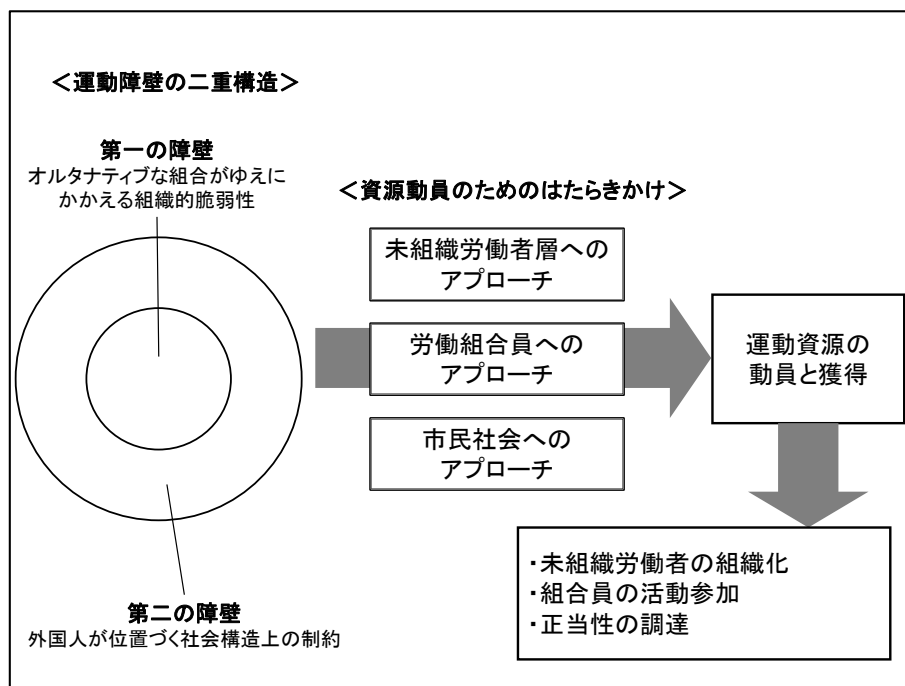 ＜運動障壁の二重構造＞
第一の障壁
オルタナティブな組合がゆえに
かかえる組織的脆弱性
＜資源動員のためのはたらきかけ＞
未組織労働者層への
アプローチ
労働組合員への
アプローチ
市民社会への
アプローチ
運動資源の
動員と獲得
・未組織労働者の組織化
・組合員の活動参加
・正当性の調達
第二の障壁
外国人が位置づく社会構造上の制約